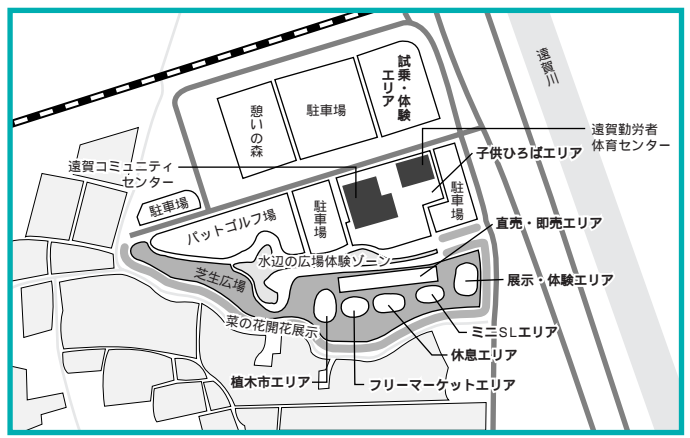 遠賀川
試乗・体験
エリア
駐車場
憩いの森
遠賀勤労者
体育センター
子供ひろばエリア
遠賀コミュニティ
センター
駐車場
駐車場
駐車場
パットゴルフ場
直売・即売エリア
水辺の広場体験ゾーン
芝生広場
展示・体験エリア
菜の花開花展示
ミニSLエリア
休息エリア
植木市エリア
フリーマーケットエリア